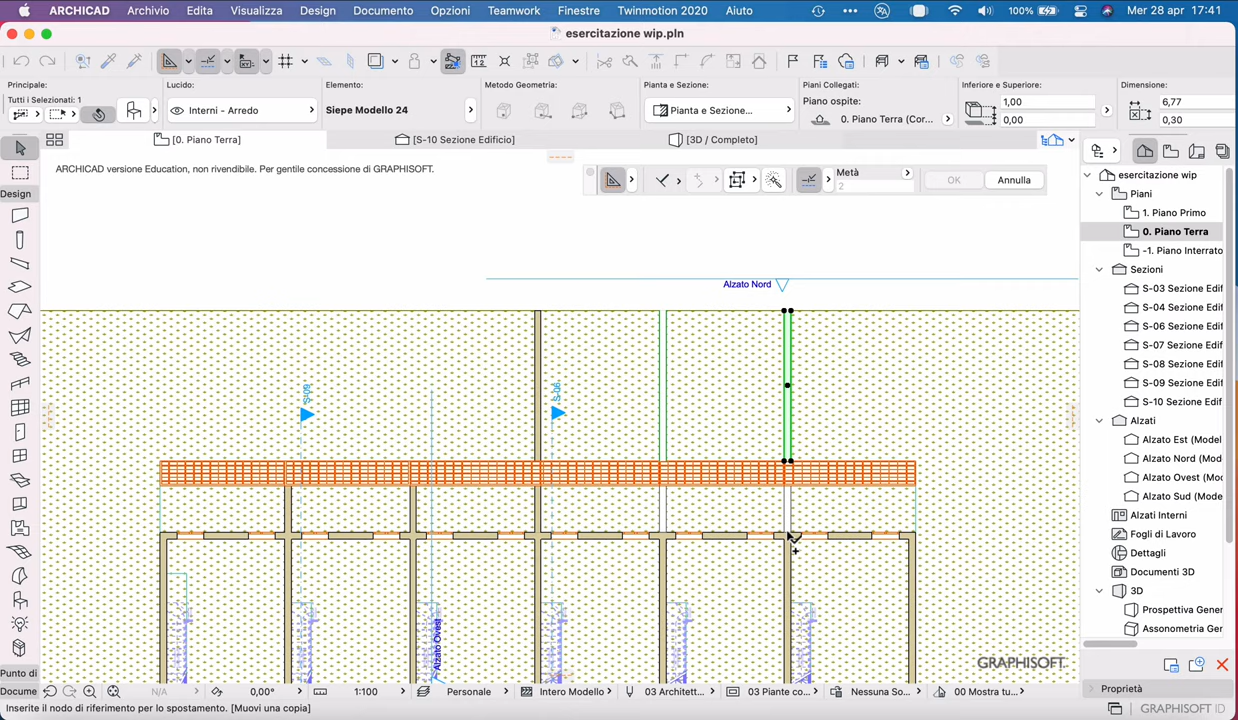 ARCHICAD Archivio Edita Visualizza Design Documento Opzioni Teamwork Finestre Twinmotion 2020 Aiuto 100% Mer 28 apr 17:41
esercitazione wip.pln
Principale: Lucido: Elemento: Metodo Geometria: Pianta e Sezione: Piani Collegati: Inferiore e Superiore: Dimensione:
Tutti i Selezionati: 1
Interni - Arredo
Siepe Modello 24
Pianta e Sezione...
Piano ospite:
0. Piano Terra (Cor...
1,00
0,00
6,77
0,30
[0. Piano Terra]
[S-10 Sezione Edificio]
[3D / Completo]
ARCHICAD versione Education, non rivendibile. Per gentile concessione di GRAPHISOFT.
Metà
2
OK
Annulla
Design
Punto di
Docume
Alzato Nord
S-09
S-06
Alzato Ovest
GRAPHISOFT.
esercitazione wip
Piani
1. Piano Primo
0. Piano Terra
-1. Piano Interrato
Sezioni
S-03 Sezione Edif
S-04 Sezione Edif
S-06 Sezione Edif
S-07 Sezione Edif
S-08 Sezione Edif
S-09 Sezione Edif
S-10 Sezione Edif
Alzati
Alzato Est (Model
Alzato Nord (Mod
Alzato Ovest (Mod
Alzato Sud (Mode
Alzati Interni
Fogli di Lavoro
Dettagli
Documenti 3D
3D
Prospettiva Gener
Assonometria Ger
Proprietà
N/A
0,00°
1:100
Personale
Intero Modello
03 Architett...
03 Piante co...
Nessuna So...
00 Mostra tu...
Inserite il nodo di riferimento per lo spostamento. [Muovi una copia]
GRAPHISOFT ID